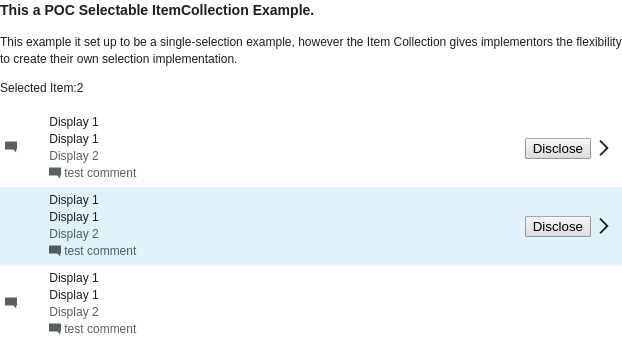 This a POC Selectable ItemCollection Example.
This example it set up to be a single-selection example, however the Item Collection gives implementors the flexibility
to create their own selection implementation.
Selected Item:2
Display 1
Display 1
Disclose
Display 2
test comment
Display 1
Display 1
Disclose
Display 2
test comment
Display 1
Display 1
Display 2
test comment